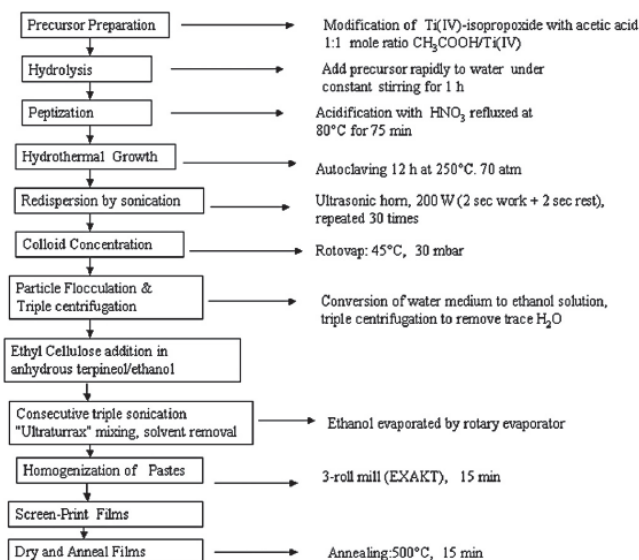 Precursor Preparation
Modification of Ti(IV)-isopropoxide with acetic acid
1:1 mole ratio CH3COOH/Ti(IV)
Hydrolysis
Add precursor rapidly to water under
constant stirring for 1 h
Peptization
Acidification with HNO3 refluxed at
80°C for 75 min
Hydrothermal Growth
Autoclaving 12 h at 250°C. 70 atm
Redispersion by sonication
Ultrasonic horn, 200 W (2 sec work + 2 sec rest),
repeated 30 times
Colloid Concentration
Rotovap: 45°C, 30 mbar
Particle Flocculation &
Triple centrifugation
Conversion of water medium to ethanol solution,
triple centrifugation to remove trace H2O
Ethyl Cellulose addition in
anhydrous terpineol/ethanol
Consecutive triple sonication
"Ultraturrax" mixing, solvent removal
Ethanol evaporated by rotary evaporator
Homogenization of Pastes
3-roll mill (EXAKT), 15 min
Screen-Print Films
Dry and Anneal Films
Annealing:500°C, 15 min